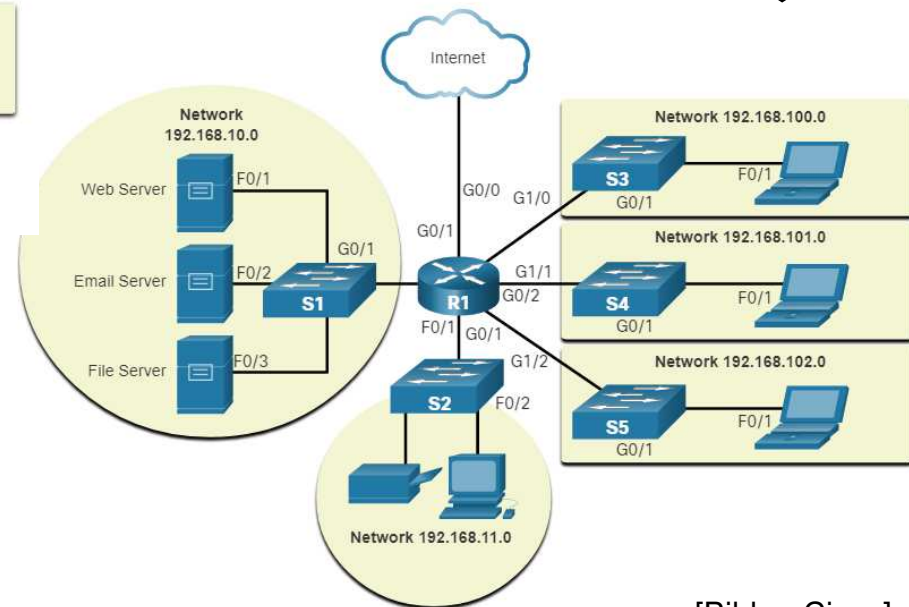 Internet
Network
192.168.10.0
Web Server
F0/1
Email Server
F0/2
File Server
F0/3
G0/1
S1
G0/0
G0/1
G1/0
G1/1
G0/2
R1
F0/1
G0/1
G1/2
S2
F0/2
Network 192.168.11.0
Network 192.168.100.0
S3
F0/1
G0/1
Network 192.168.101.0
S4
F0/1
G0/1
Network 192.168.102.0
S5
F0/1
G0/1